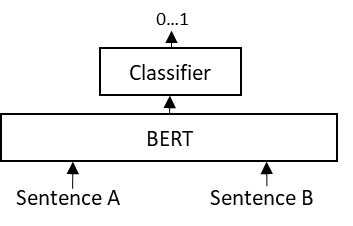 0...1
Classifier
BERT
Sentence A
Sentence B